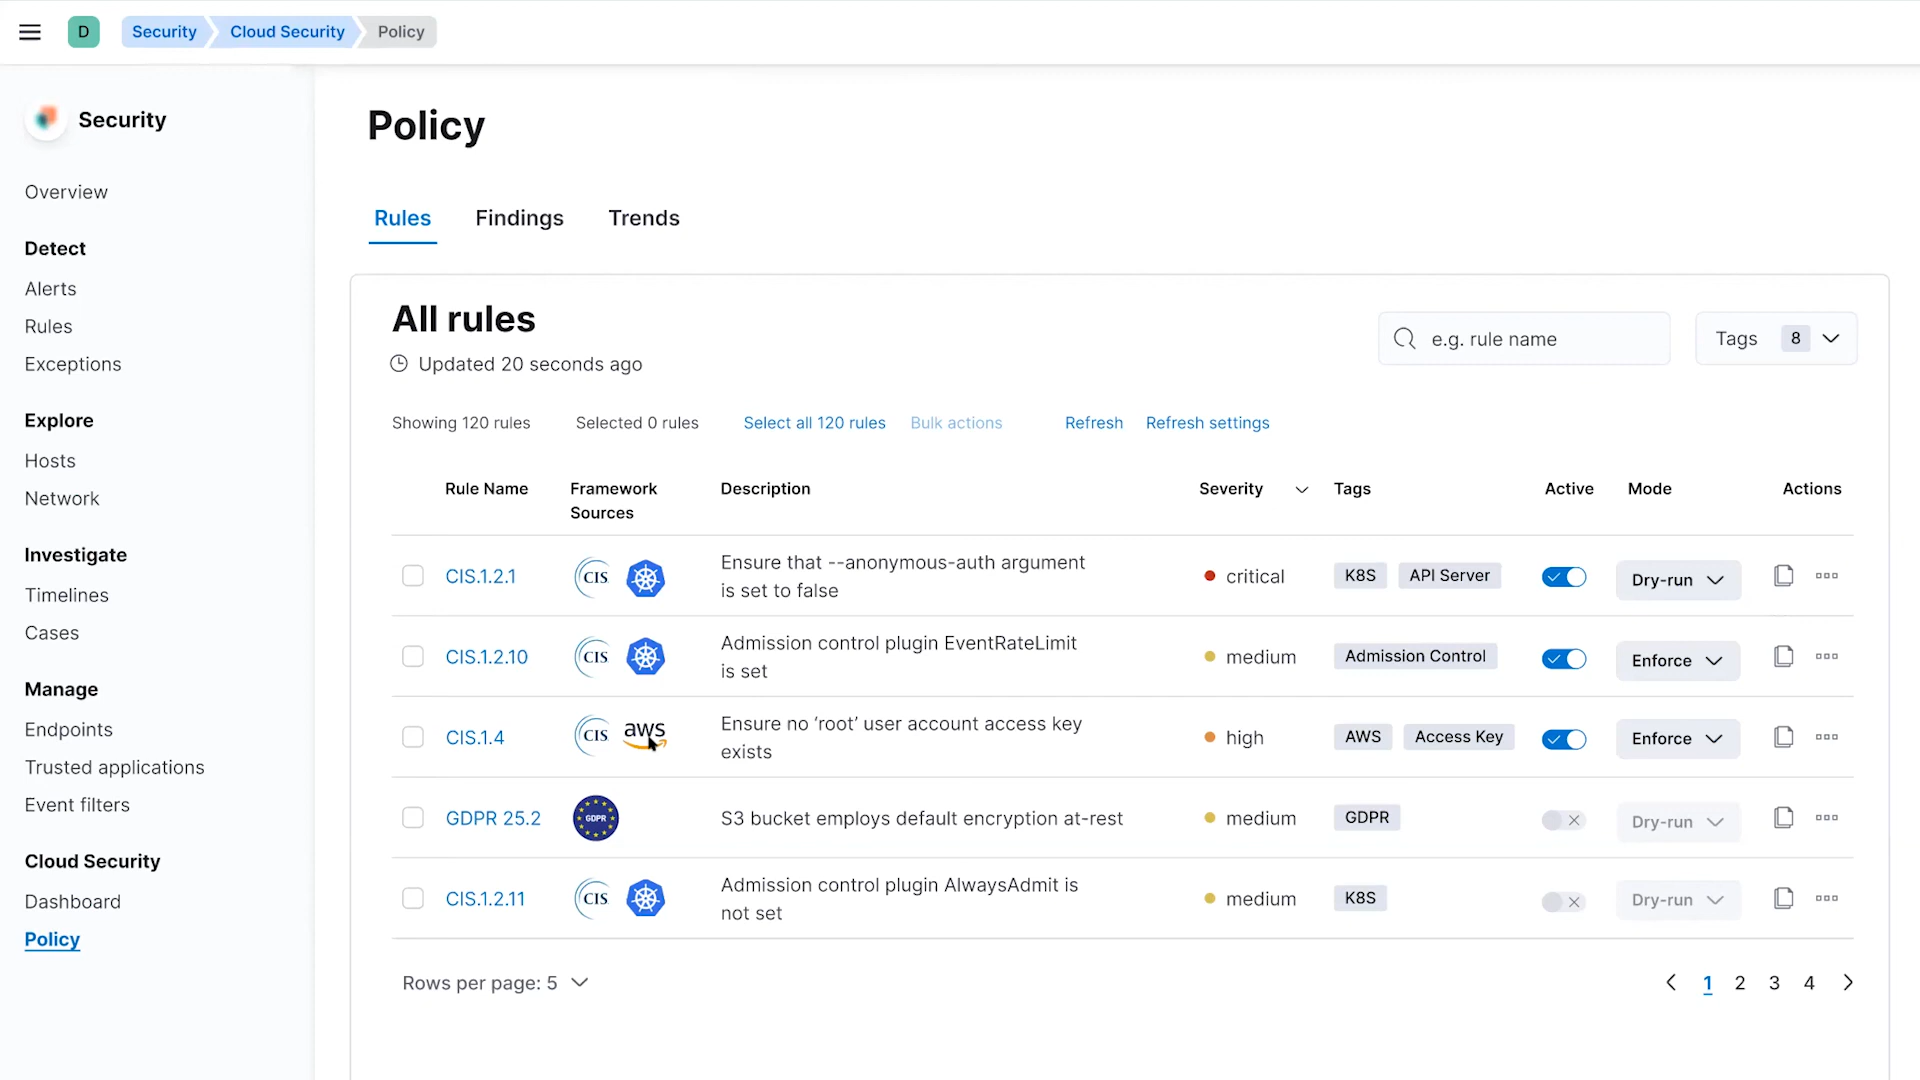 D Security Cloud Security Policy
Security
Overview
Detect
Alerts
Rules
Exceptions
Explore
Hosts
Network
Investigate
Timelines
Cases
Manage
Endpoints
Trusted applications
Event filters
Cloud Security
Dashboard
Policy
Policy
Rules Findings Trends
All rules
Updated 20 seconds ago
e.g. rule name
Tags 8
Showing 120 rules Selected 0 rules Select all 120 rules Bulk actions Refresh Refresh settings
Rule Name Framework Sources Description Severity Tags Active Mode Actions
CIS.1.2.1 CIS Ensure that --anonymous-auth argument critical K8S API Server Dry-run
is set to false
CIS.1.2.10 CIS Admission control plugin EventRateLimit medium Admission Control Enforce
is set
CIS.1.4 CIS aws Ensure no ‘root’ user account access key high AWS Access Key Enforce
exists
GDPR 25.2 GDPR S3 bucket employs default encryption at-rest medium GDPR Dry-run
CIS.1.2.11 CIS Admission control plugin AlwaysAdmit is medium K8S Dry-run
not set
Rows per page: 5 1 2 3 4